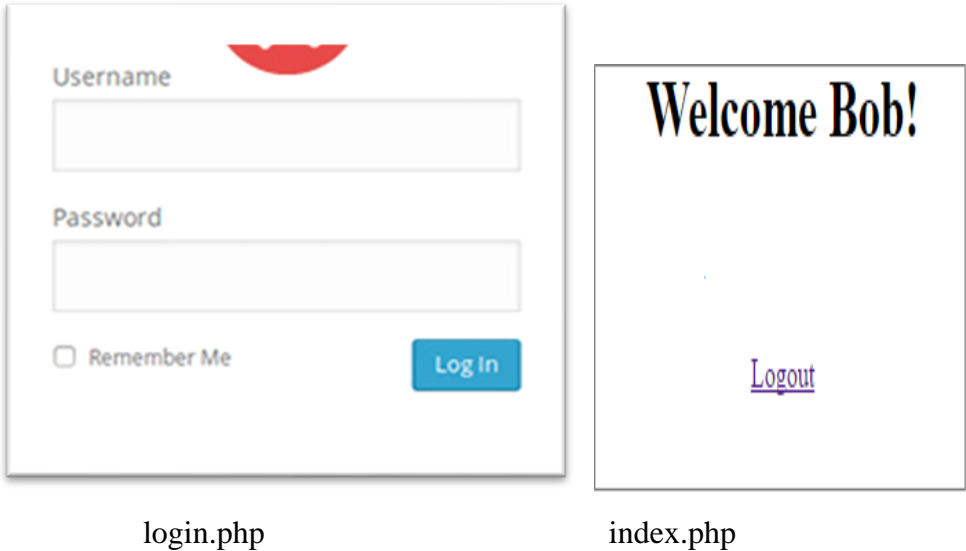 Username
Password
Remember Me
Log In
Welcome Bob!
Logout
login.php
index.php